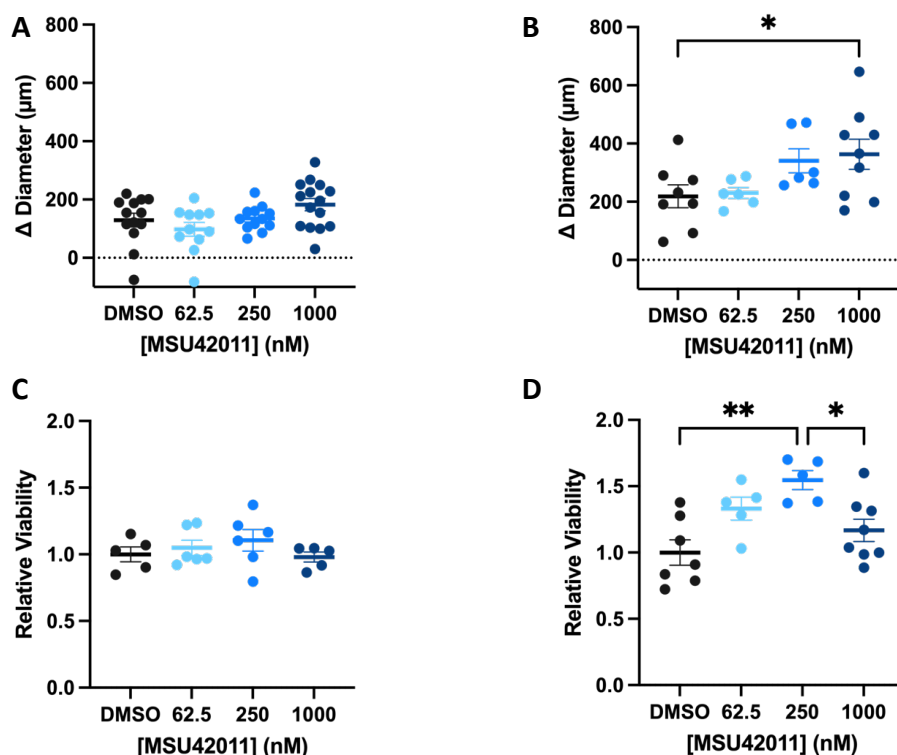 A
800
600
400
200
0
Δ Diameter (μm)
DMSO 62.5 250 1000
[MSU42011] (nM)
B
800
600
400
200
0
Δ Diameter (μm)
*
DMSO 62.5 250 1000
[MSU42011] (nM)
C
2.0
1.5
1.0
0.5
0.0
Relative Viability
DMSO 62.5 250 1000
[MSU42011] (nM)
D
2.0
1.5
1.0
0.5
0.0
Relative Viability
** *
DMSO 62.5 250 1000
[MSU42011] (nM)